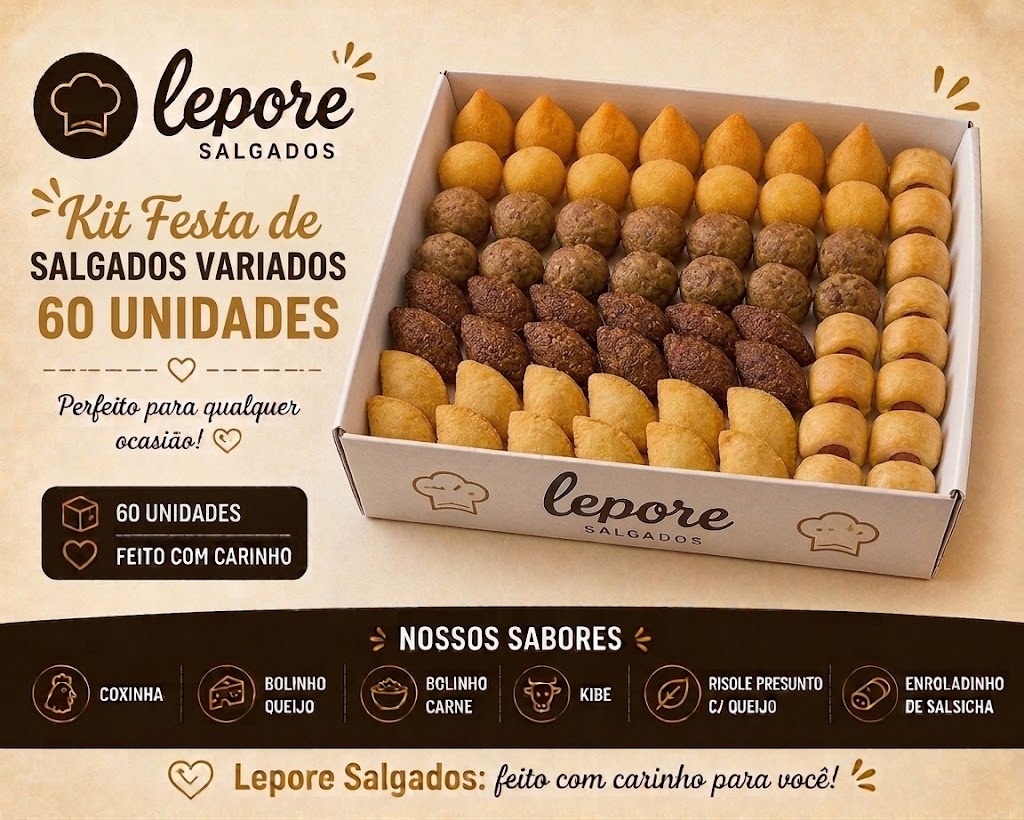 lepore
SALGADOS
Kit Festa de
SALGADOS VARIADOS
60 UNIDADES
Perfeito para qualquer
ocasião!
60 UNIDADES
FEITO COM CARINHO
lepore
SALGADOS
NOSSOS SABORES
COXINHA
BOLINHO
QUEIJO
BOLINHO
CARNE
KIBE
RISOLE PRESUNTO
C/ QUEIJO
ENROLADINHO
DE SALSICHA
Lepore Salgados: feito com carinho para você!